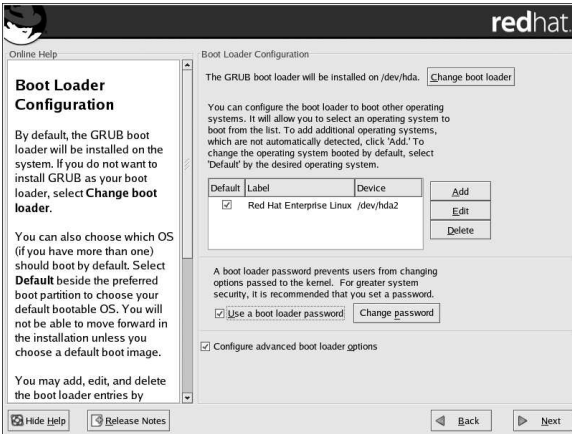 redhat.
Online Help
Boot Loader
Configuration
By default, the GRUB boot
loader will be installed on the
system. If you do not want to
install GRUB as your boot
loader, select Change boot
loader.
You can also choose which OS
(if you have more than one)
should boot by default. Select
Default beside the preferred
boot partition to choose your
default bootable OS. You will
not be able to move forward in
the installation unless you
choose a default boot image.
You may add, edit, and delete
the boot loader entries by
Boot Loader Configuration
The GRUB boot loader will be installed on /dev/hda.
Change boot loader
You can configure the boot loader to boot other operating
systems. It will allow you to select an operating system to
boot from the list. To add additional operating systems,
which are not automatically detected, click 'Add.' To
change the operating system booted by default, select
'Default' by the desired operating system.
Default Label Device
Red Hat Enterprise Linux /dev/hda2
Add
Edit
Delete
A boot loader password prevents users from changing
options passed to the kernel. For greater system
security, it is recommended that you set a password.
Use a boot loader password
Change password
Configure advanced boot loader options
Hide Help
Release Notes
Back
Next